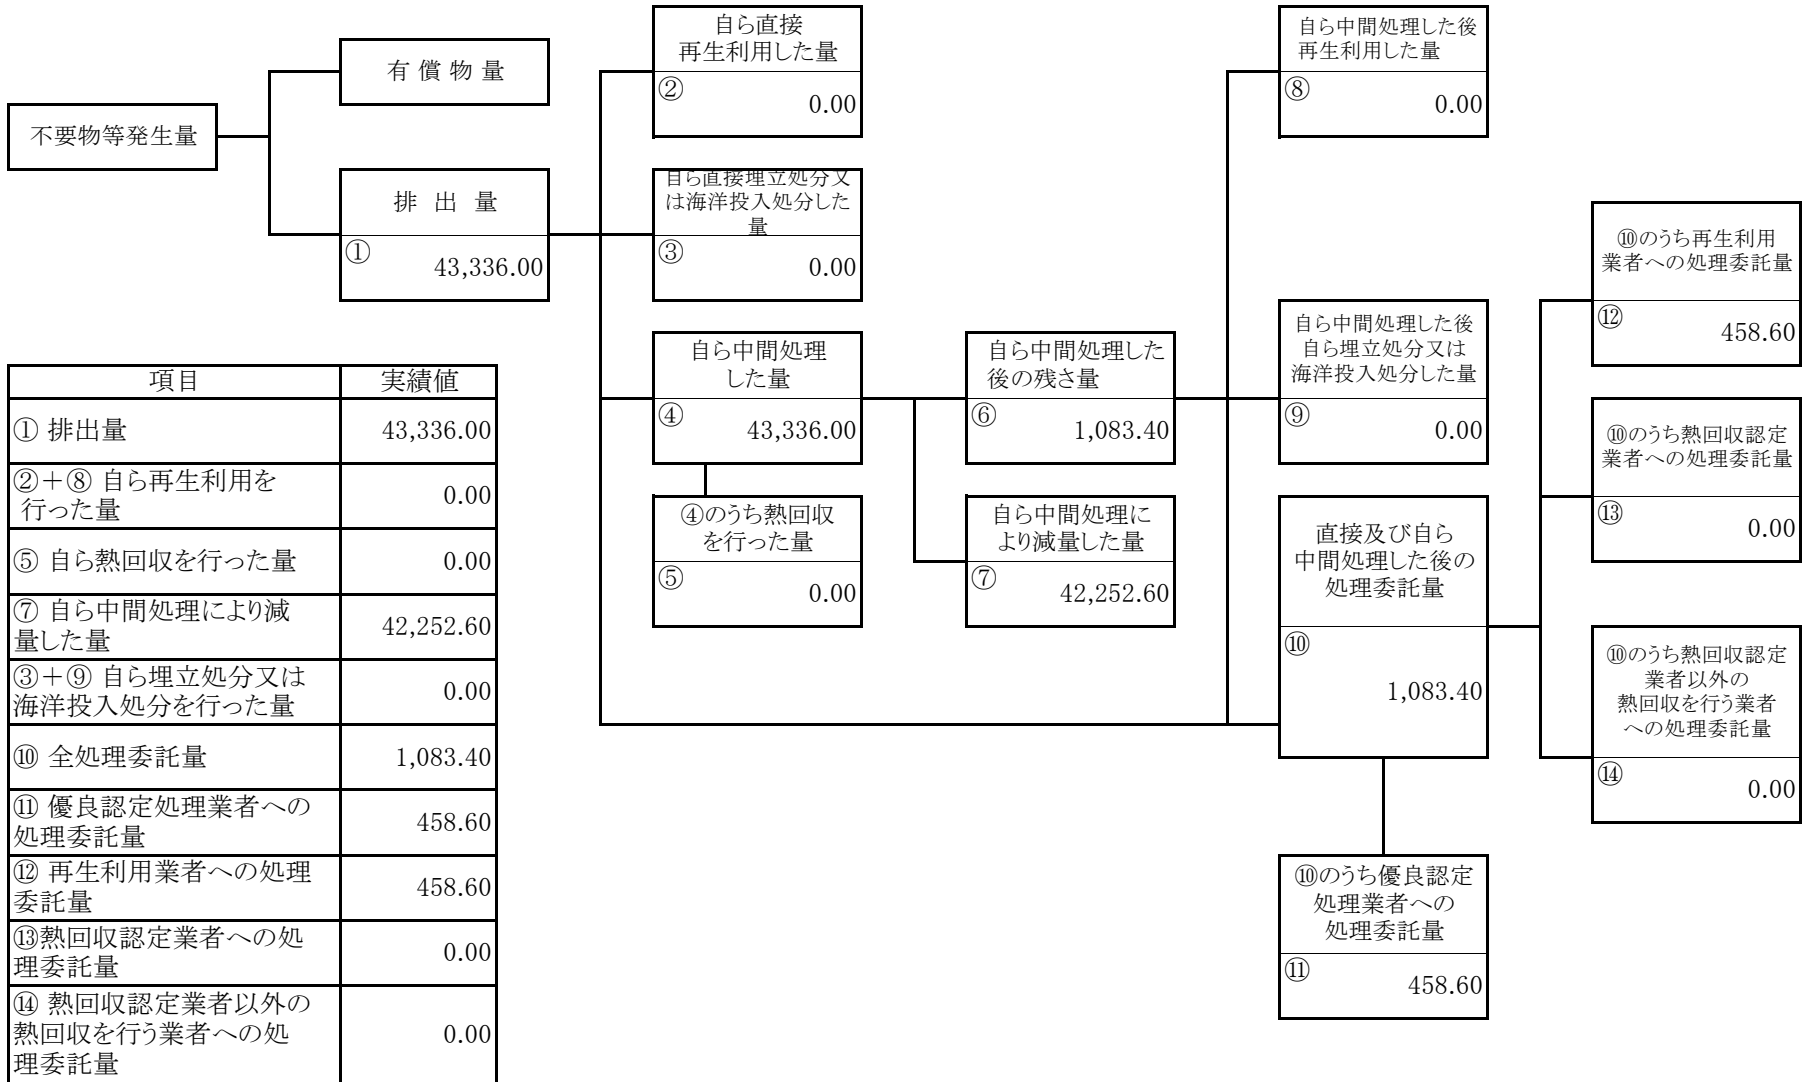 不要物等発生量
有 償 物 量
排 出 量
①
43,336.00
自ら直接
再生利用した量
②
0.00
自ら直接埋立処分又
は海洋投入処分した
量
③
0.00
自ら中間処理
した量
④
43,336.00
④のうち熱回収
を行った量
⑤
0.00
自ら中間処理した
後の残さ量
⑥
1,083.40
自ら中間処理に
より減量した量
⑦
42,252.60
自ら中間処理した後
再生利用した量
⑧
0.00
自ら中間処理した後
自ら埋立処分又は
海洋投入処分した量
⑨
0.00
直接及び自ら
中間処理した後の
処理委託量
⑩
1,083.40
⑩のうち優良認定
処理業者への
処理委託量
⑪
458.60
⑩のうち再生利用
業者への処理委託量
⑫
458.60
⑩のうち熱回収認定
業者への処理委託量
⑬
0.00
⑩のうち熱回収認定
業者以外の
熱回収を行う業者
への処理委託量
⑭
0.00
項目 実績値
① 排出量 43,336.00
②＋⑧ 自ら再生利用を
行った量
0.00
⑤ 自ら熱回収を行った量 0.00
⑦ 自ら中間処理により減
量した量
42,252.60
③＋⑨ 自ら埋立処分又は
海洋投入処分を行った量
0.00
⑩ 全処理委託量 1,083.40
⑪ 優良認定処理業者への
処理委託量
458.60
⑫ 再生利用業者への処理
委託量
458.60
⑬熱回収認定業者への処
理委託量
0.00
⑭ 熱回収認定業者以外の
熱回収を行う業者への処
理委託量
0.00